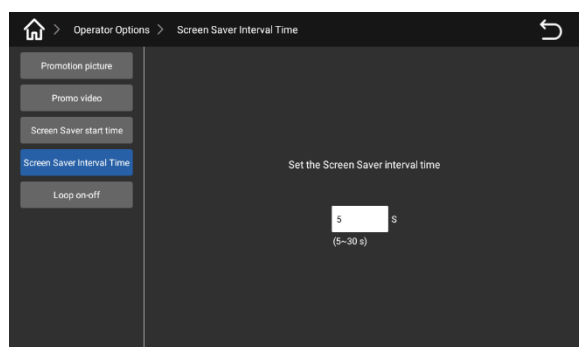 > Operator Options > Screen Saver Interval Time
Promotion picture
Promo video
Screen Saver start time
Screen Saver Interval Time
Loop on-off
Set the Screen Saver interval time
5 S
(5~30 s)